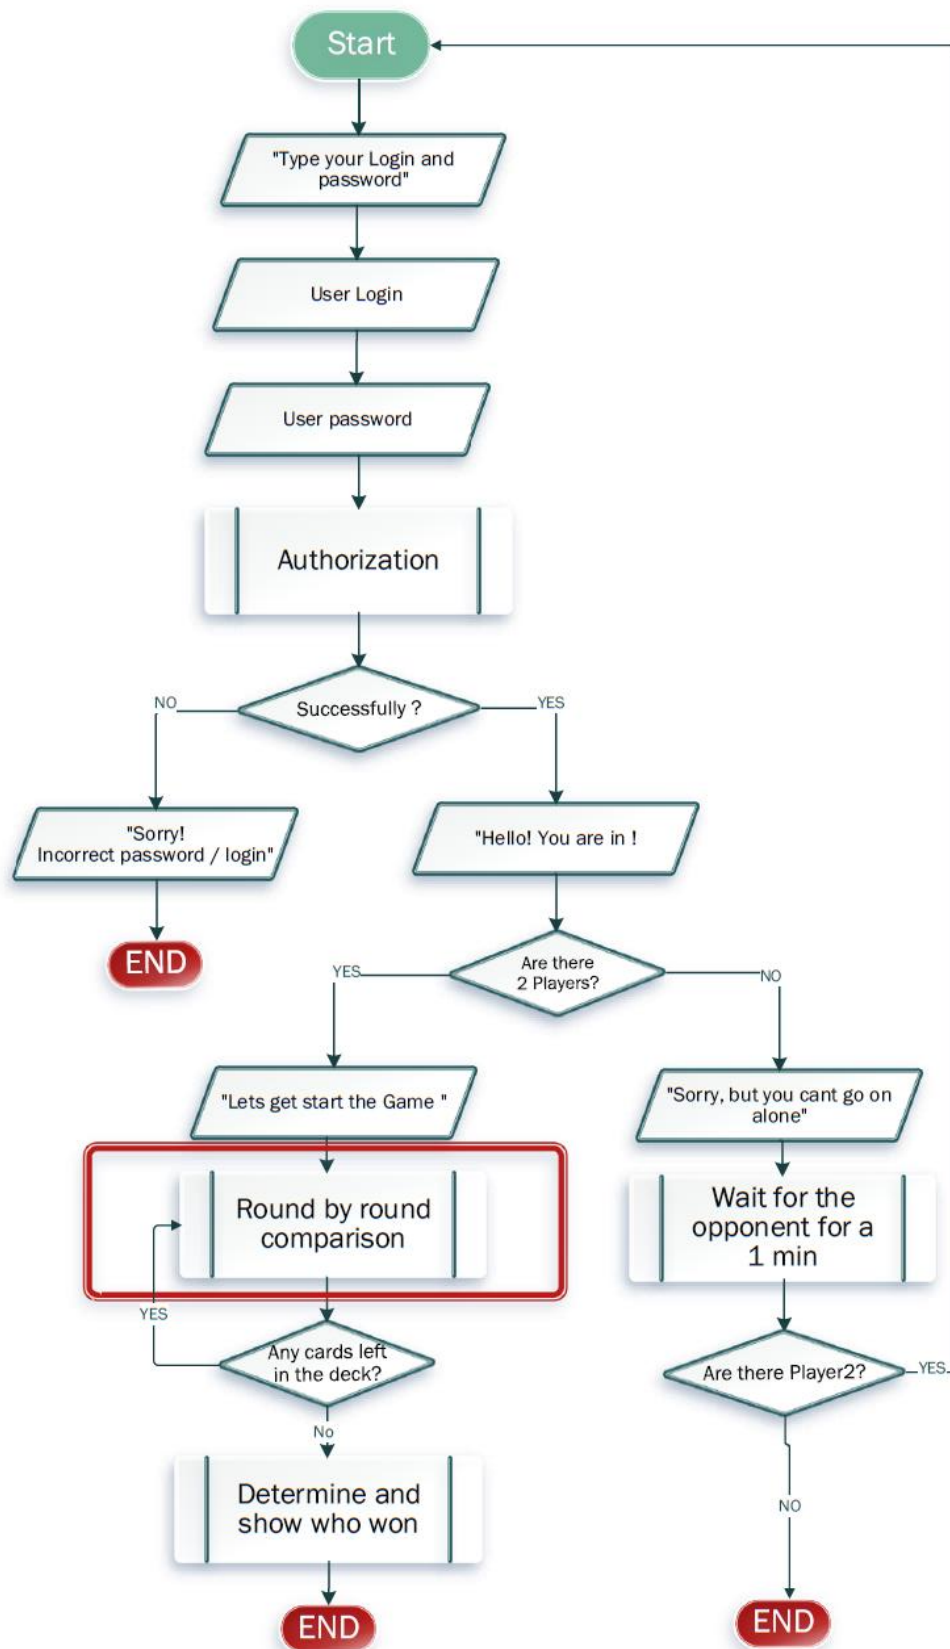 Start
"Type your Login and
password"
User Login
User password
Authorization
Successfully ?
NO
YES
"Sorry!
Incorrect password / login"
"Hello! You are in !
END
Are there
2 Players?
YES
NO
"Lets get start the Game "
"Sorry, but you cant go on
alone"
Round by round
comparison
Wait for the
opponent for a
1 min
YES
Any cards left
in the deck?
Are there Player2?
YES
No
Determine and
show who won
NO
END
END